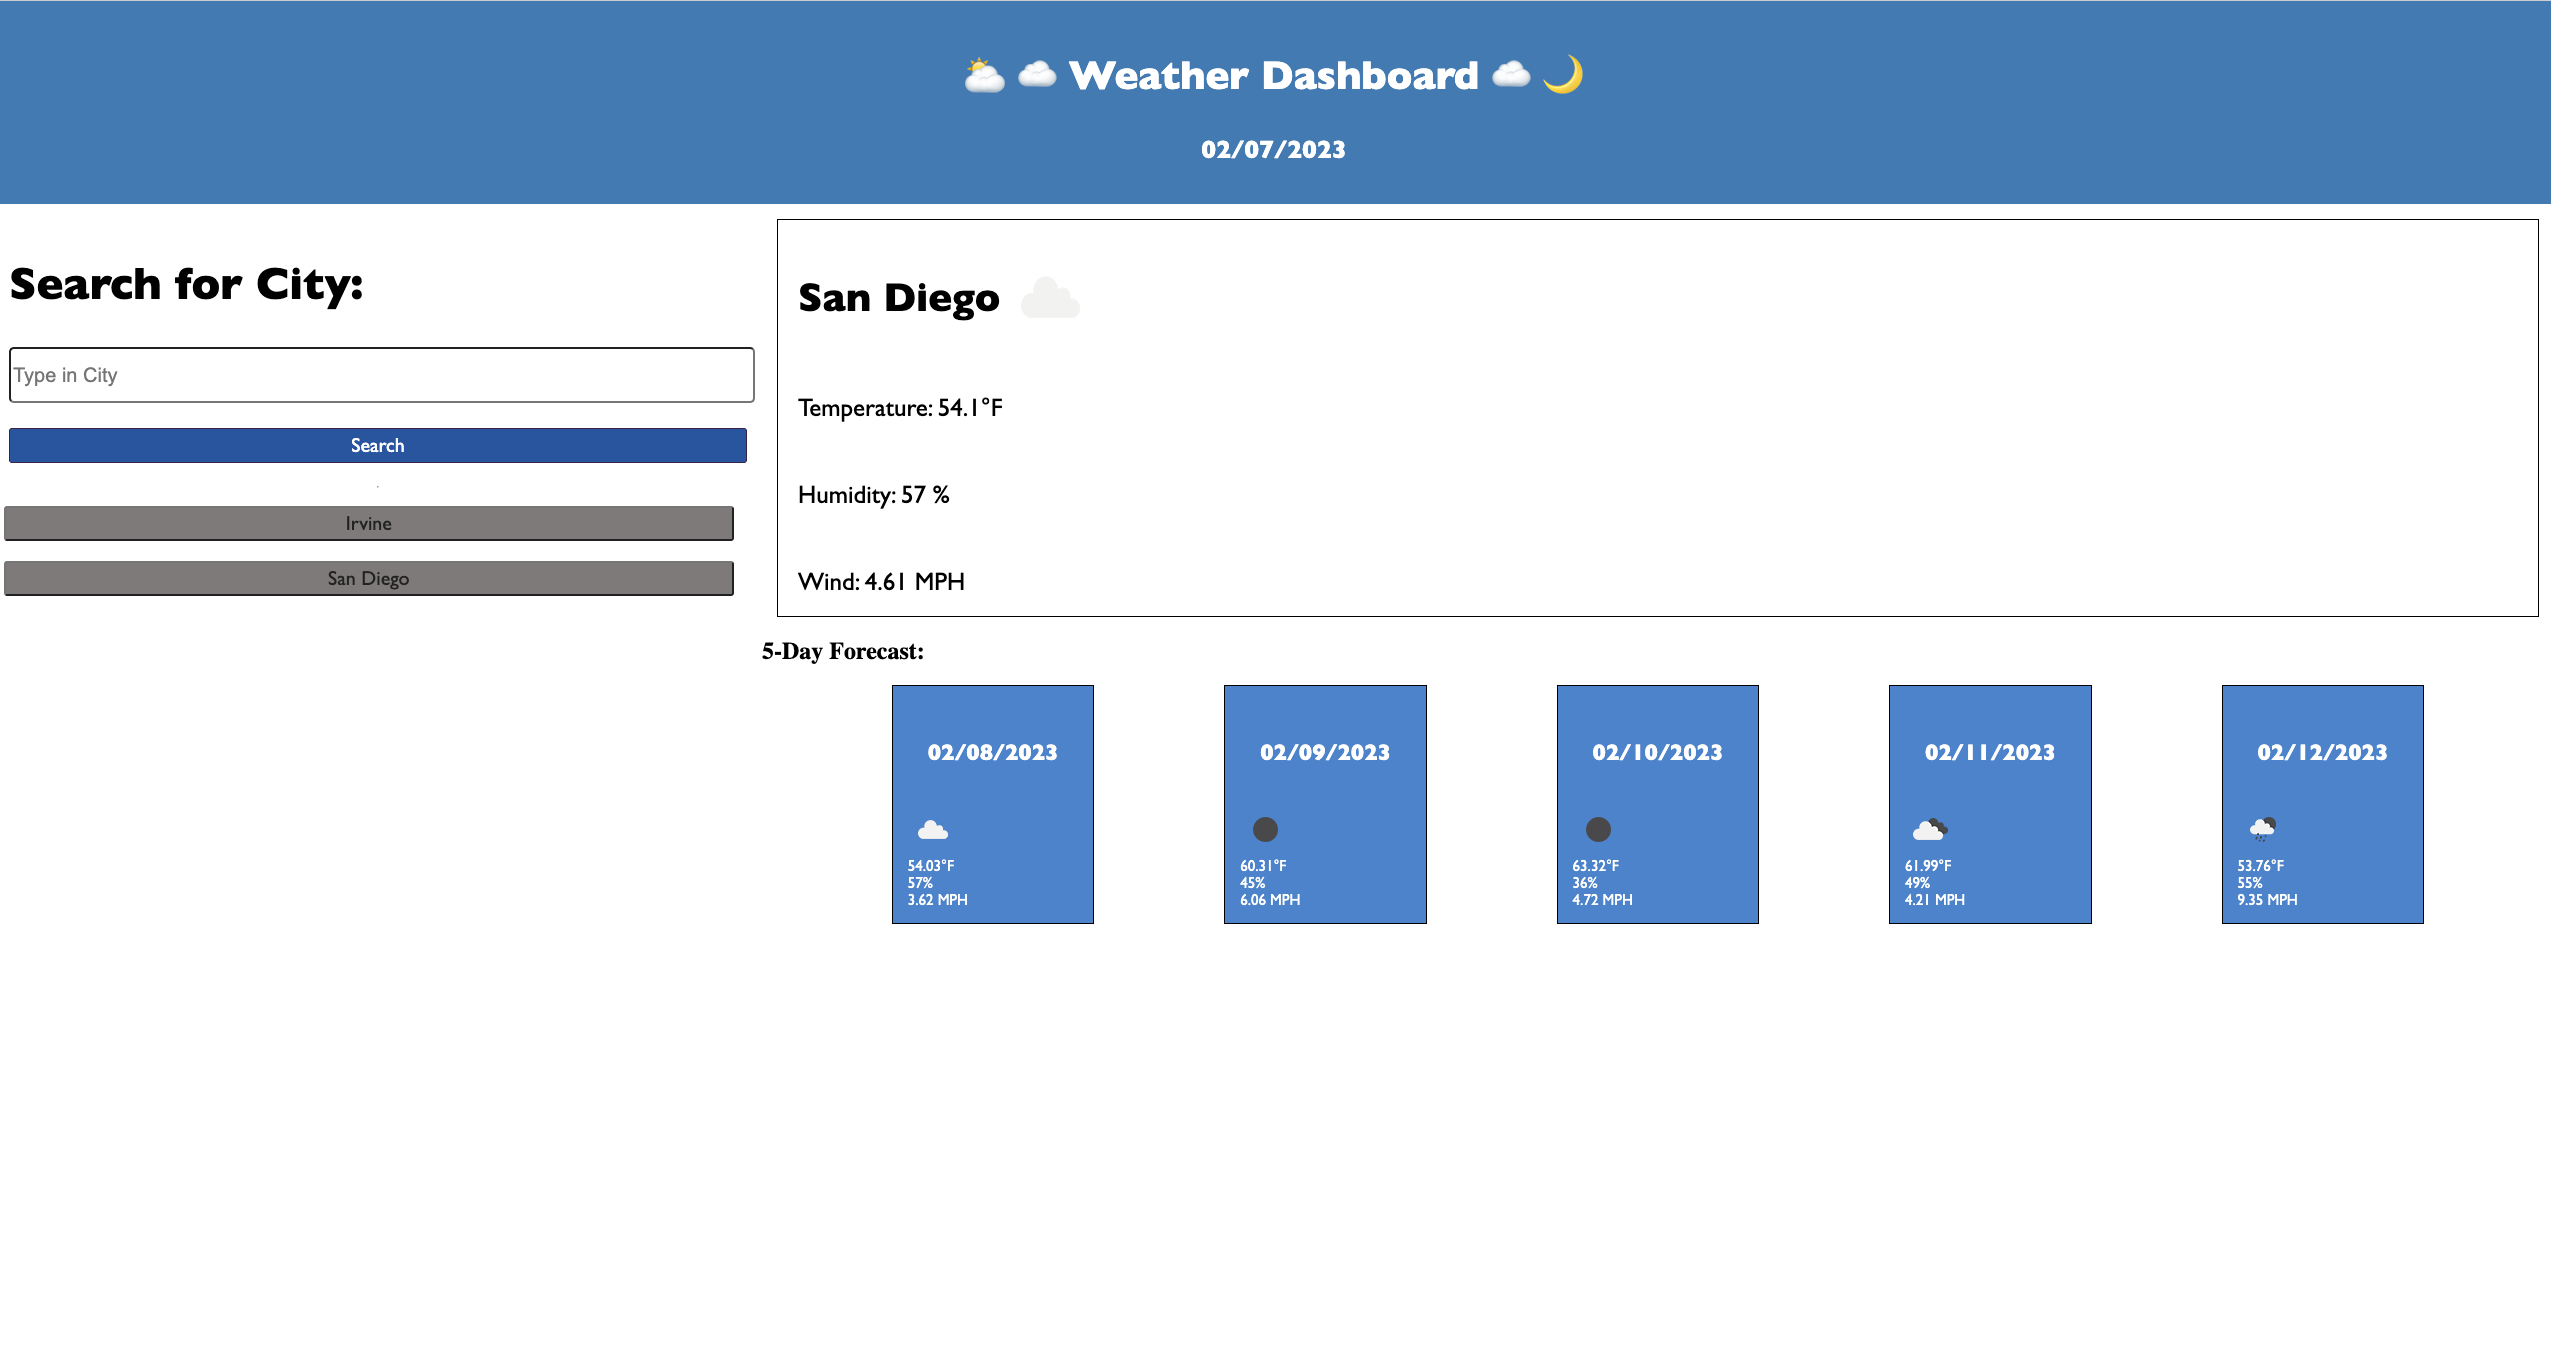 Weather Dashboard
02/07/2023
Search for City:
Type in City
Search
Irvine
San Diego
San Diego
Temperature: 54.1°F
Humidity: 57 %
Wind: 4.61 MPH
5-Day Forecast:
02/08/2023
54.03°F
57%
3.62 MPH
02/09/2023
60.31°F
45%
6.06 MPH
02/10/2023
63.32°F
36%
4.72 MPH
02/11/2023
61.99°F
49%
4.21 MPH
02/12/2023
53.76°F
55%
9.35 MPH